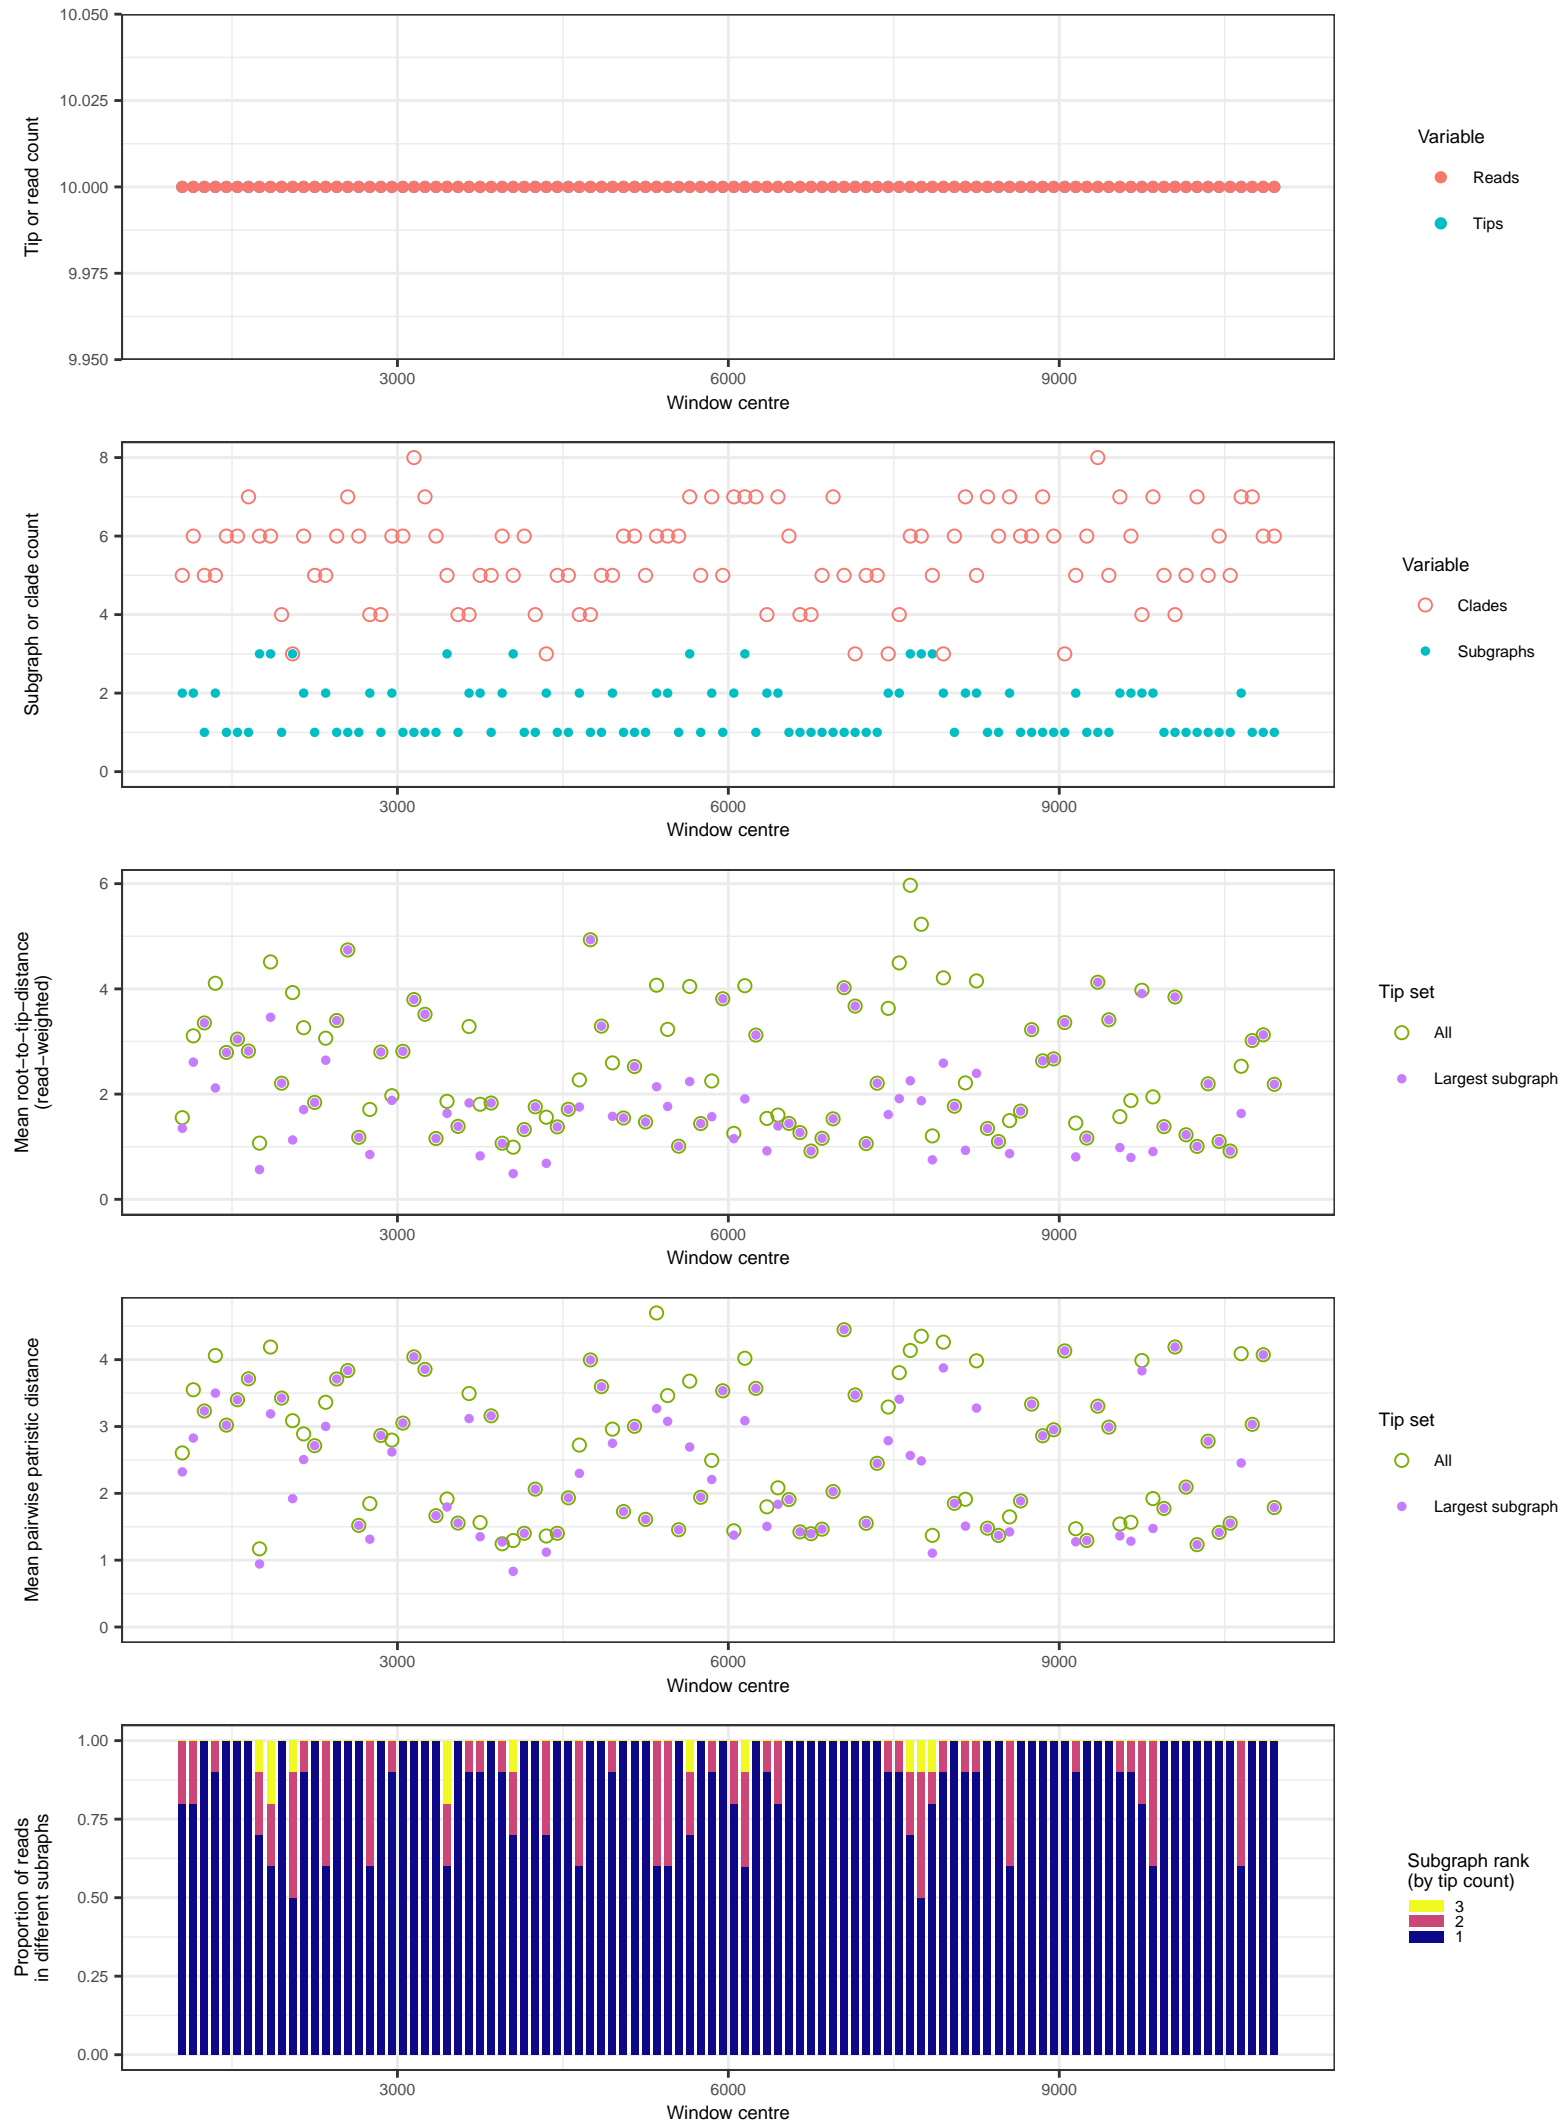 10.050
10.025
10.000
9.975
9.950
Tip or read count
3000
6000
9000
Window centre
Variable
Reads
Tips
8
6
4
2
0
Subgraph or clade count
3000
6000
9000
Window centre
Variable
Clades
Subgraphs
6
4
2
0
Mean root−to−tip−distance
(read−weighted)
3000
6000
9000
Window centre
Tip set
All
Largest subgraph
4
3
2
1
0
Mean pairwise patristic distance
3000
6000
9000
Window centre
Tip set
All
Largest subgraph
1.00
0.75
0.50
0.25
0.00
Proportion of reads
in different subraphs
3000
6000
9000
Window centre
Subgraph rank
(by tip count)
3
2
1